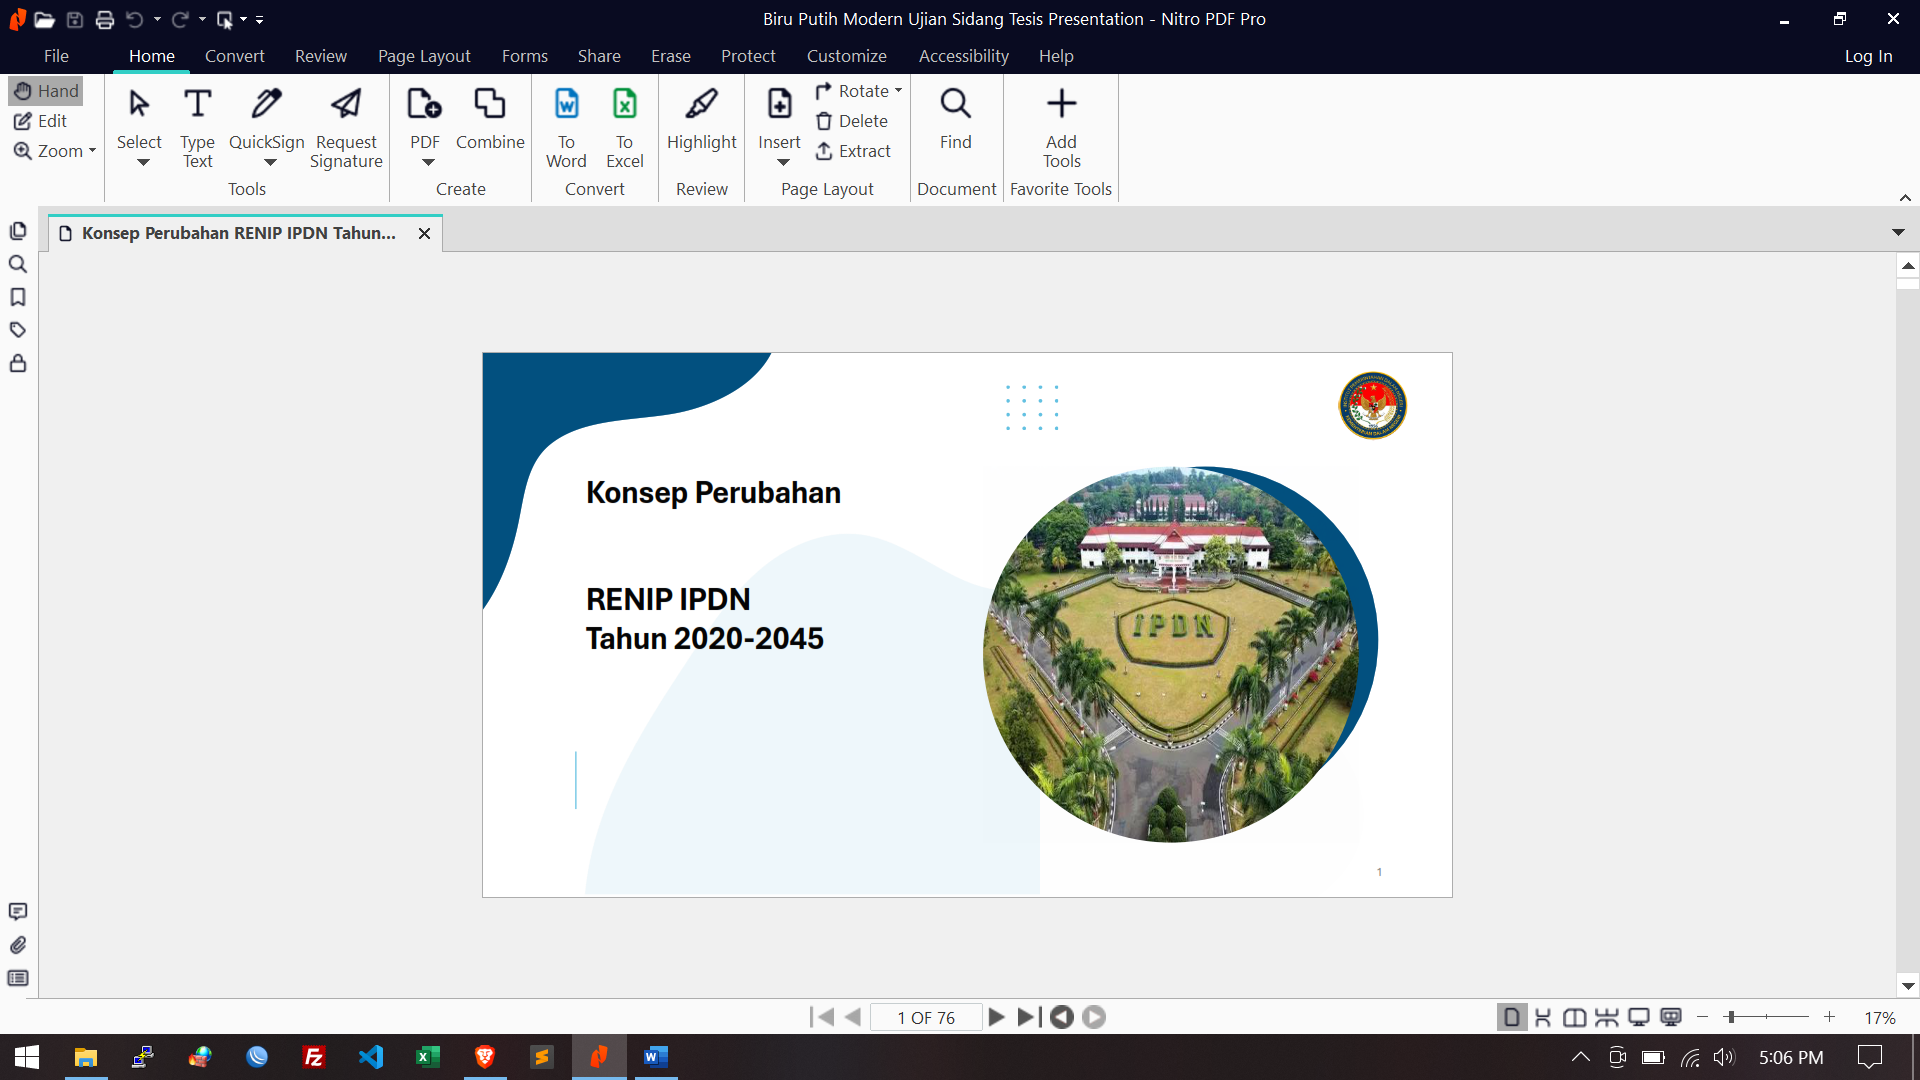 Biru Putih Modern Ujian Sidang Tesis Presentation - Nitro PDF Pro
File Home Convert Review Page Layout Forms Share Erase Protect Customize Accessibility Help Log In
Hand
Edit
Zoom
Select
Type Text
QuickSign
Request Signature
Tools
PDF
Combine
Create
To Word
To Excel
Convert
Highlight
Review
Insert
Rotate
Delete
Extract
Page Layout
Find
Document
Add Tools
Favorite Tools
Konsep Perubahan RENIP IPDN Tahun...
Konsep Perubahan
RENIP IPDN
Tahun 2020-2045
IPDN
1
1 OF 76
17%
5:06 PM